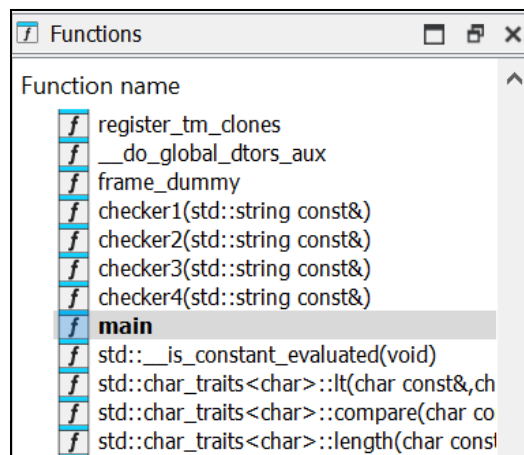 Functions
Function name
f register_tm_clones
f __do_global_dtors_aux
f frame_dummy
f checker1(std::string const&)
f checker2(std::string const&)
f checker3(std::string const&)
f checker4(std::string const&)
f main
f std::__is_constant_evaluated(void)
f std::char_traits<char>::lt(char const&,ch
f std::char_traits<char>::compare(char co
f std::char_traits<char>::length(char const